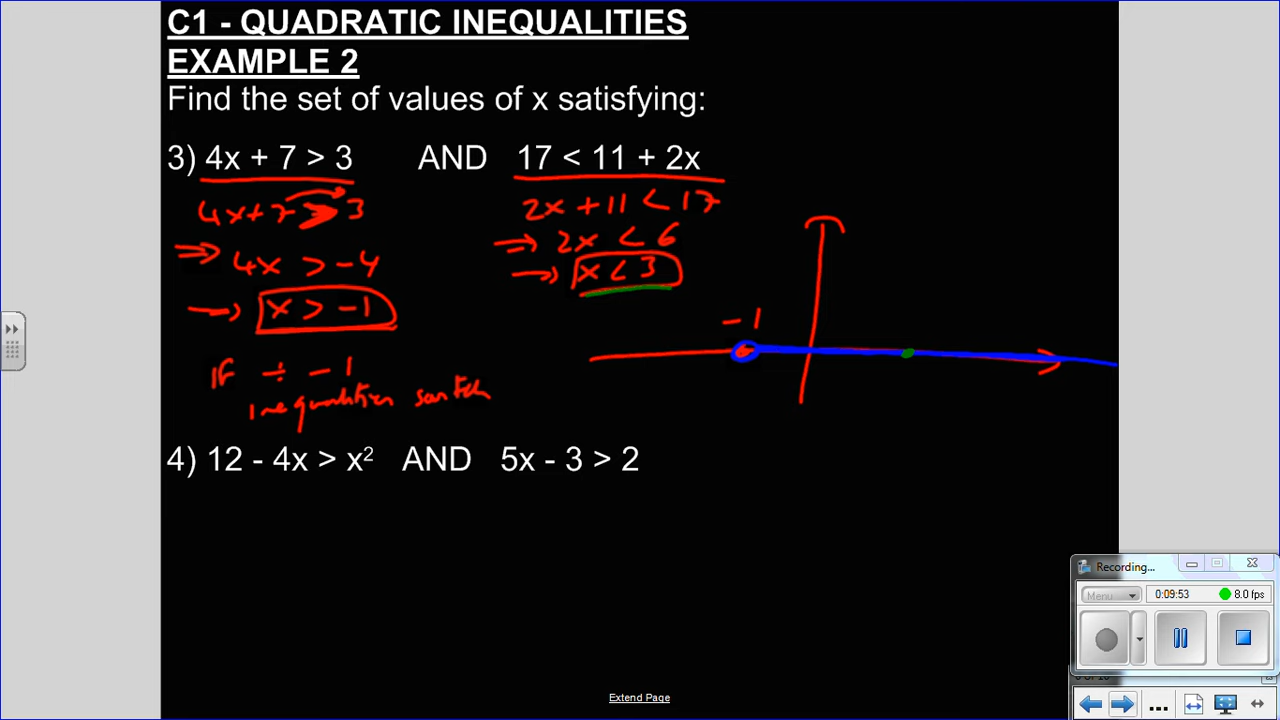 C1 - QUADRATIC INEQUALITIES
EXAMPLE 2
Find the set of values of x satisfying:
3) 4x + 7 > 3 AND 17 < 11 + 2x
4x+7 > 3
⇒ 4x > -4
→ x > -1
2x + 11 < 17
⇒ 2x < 6
→ x < 3
-1
If ÷ -1
inequalities switch
4) 12 - 4x > x² AND 5x - 3 > 2
Extend Page
Recording...
Menu
0:09:53
8.0 fps
...